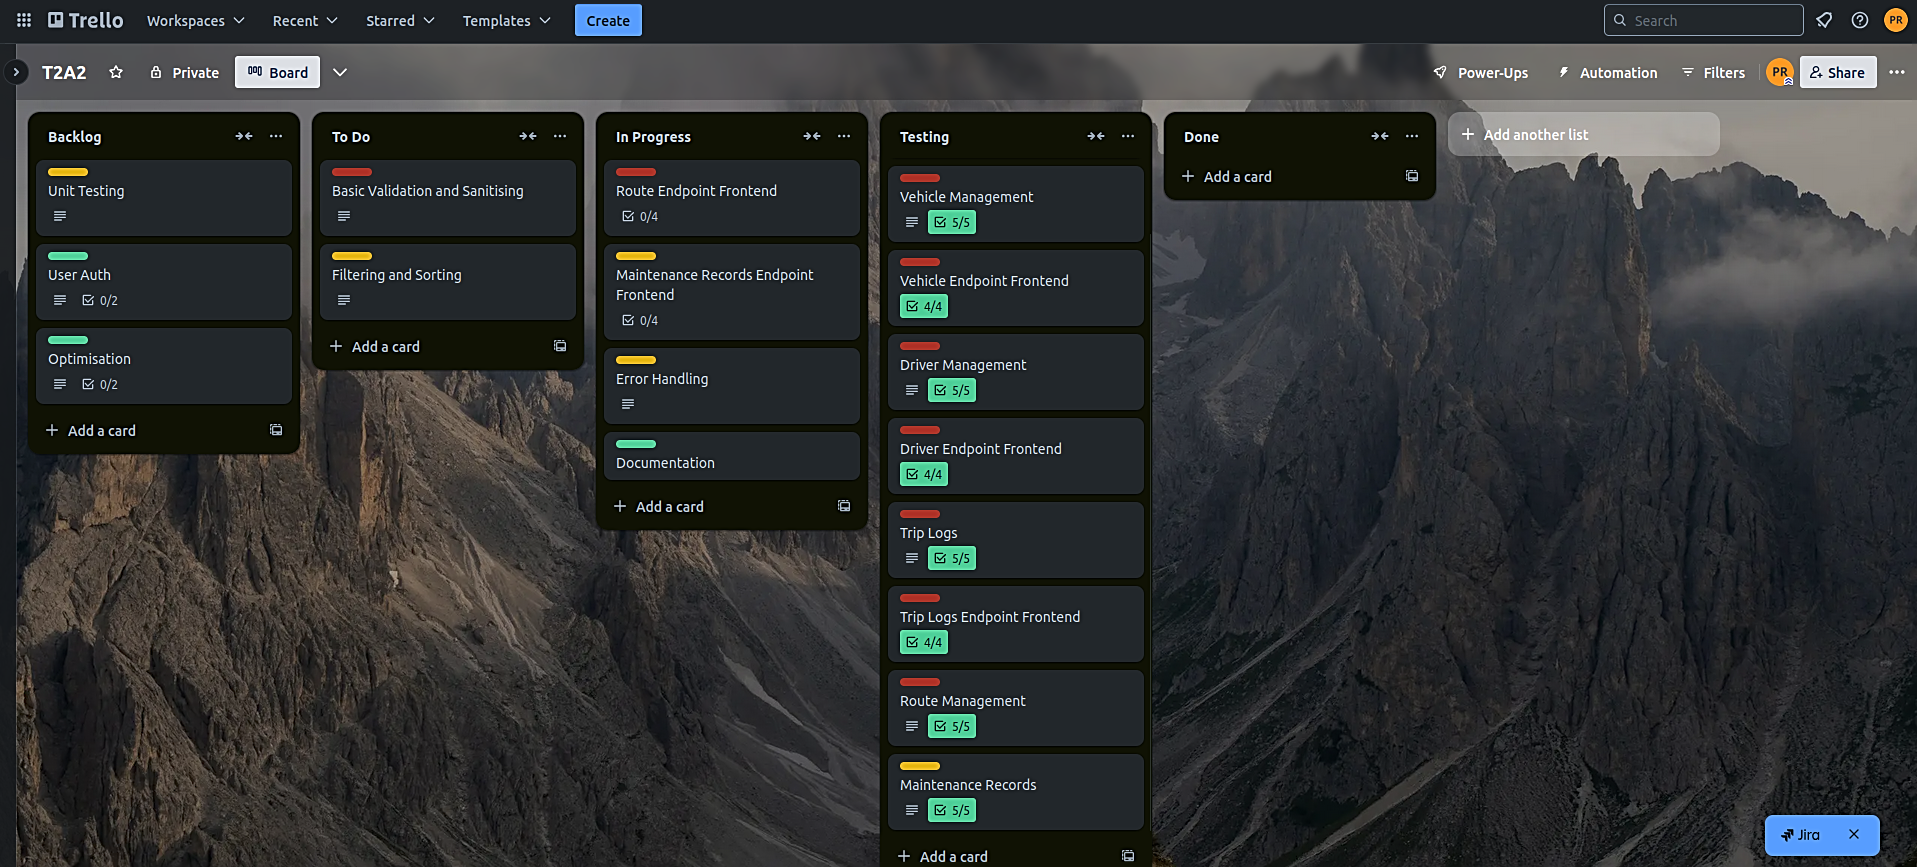 Trello
Workspaces
Recent
Starred
Templates
Create
Search
PR
T2A2
Private
Board
Power-Ups
Automation
Filters
PR
Share
Backlog
Unit Testing
User Auth
0/2
Optimisation
0/2
Add a card
To Do
Basic Validation and Sanitising
Filtering and Sorting
Add a card
In Progress
Route Endpoint Frontend
0/4
Maintenance Records Endpoint
Frontend
0/4
Error Handling
Documentation
Add a card
Testing
Vehicle Management
5/5
Vehicle Endpoint Frontend
4/4
Driver Management
5/5
Driver Endpoint Frontend
4/4
Trip Logs
5/5
Trip Logs Endpoint Frontend
4/4
Route Management
5/5
Maintenance Records
5/5
Add a card
Done
Add a card
Add another list
Jira